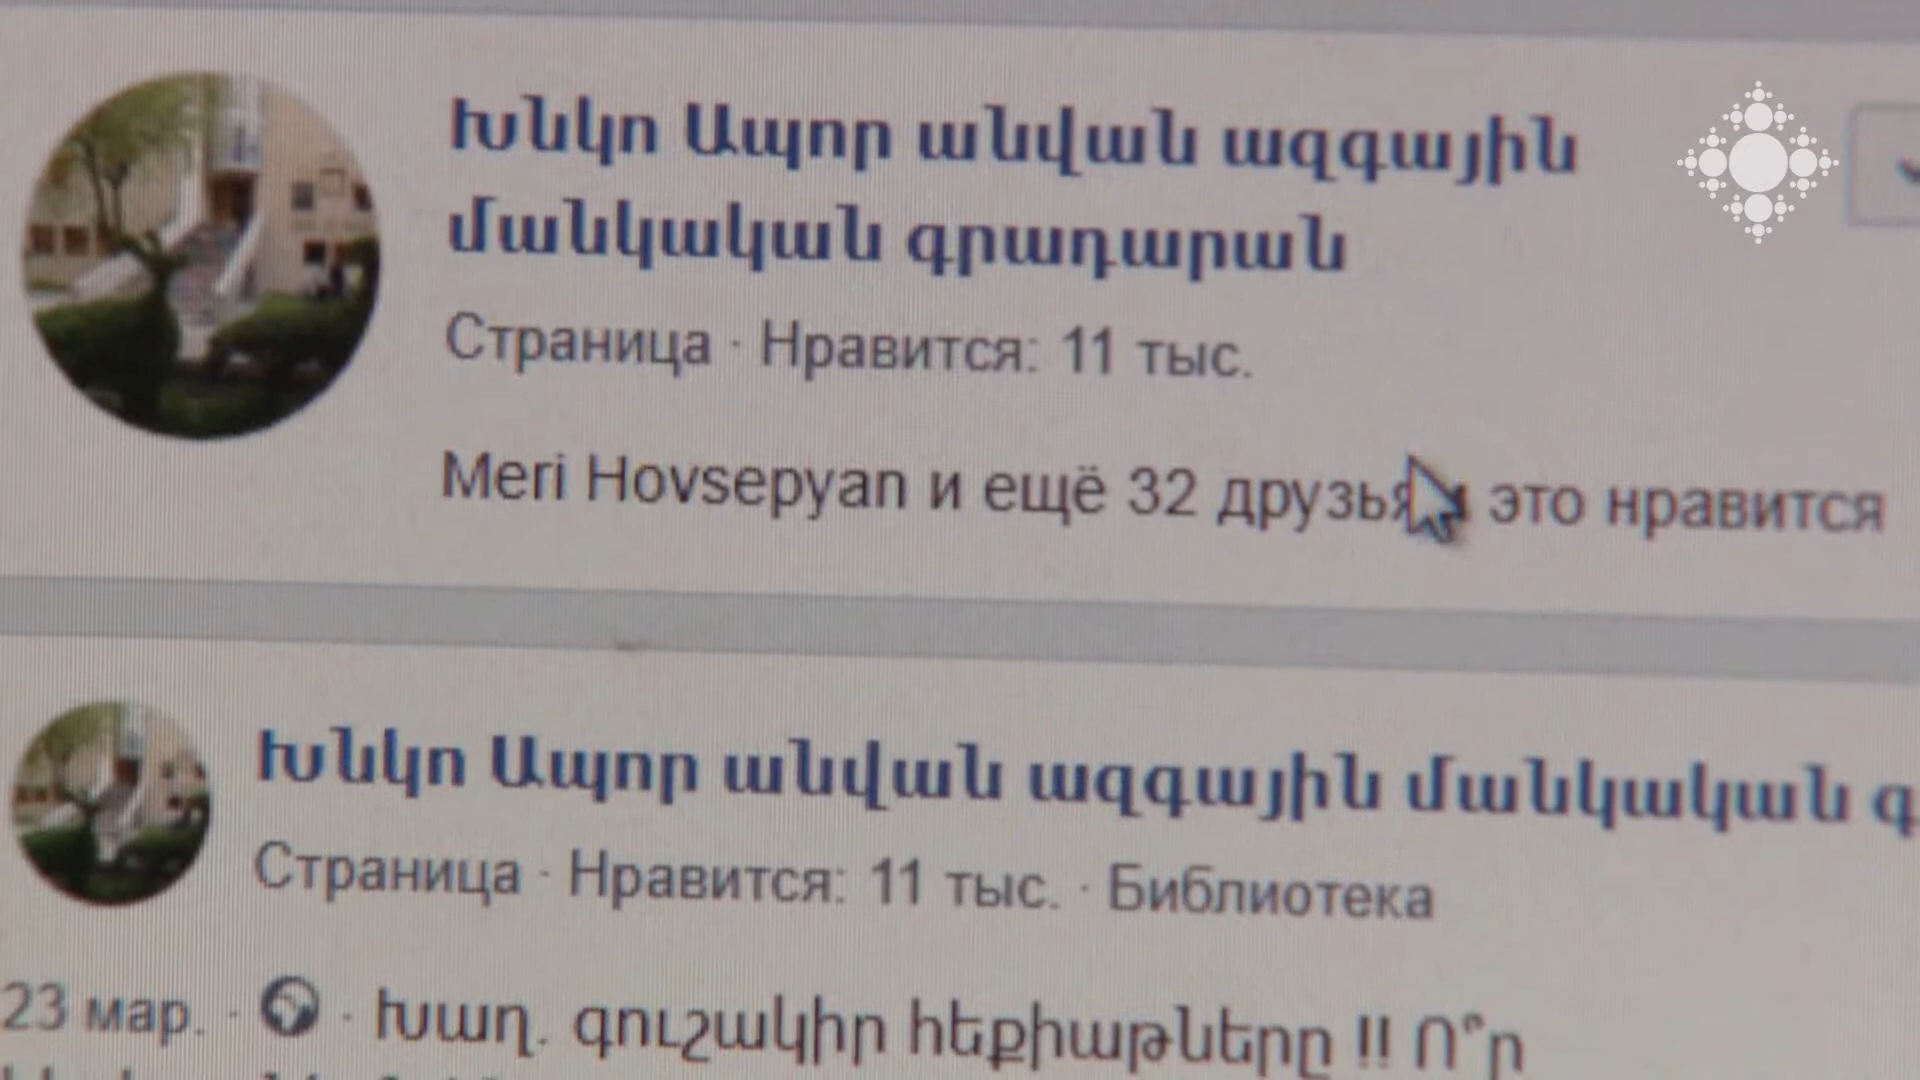 Խնկո Ապոր անվան ազգային
մանկական գրադարան
Страница · Нравится: 11 тыс.
Meri Hovsepyan и ещё 32 друзьям это нравится
Խնկո Ապոր անվան ազգային մանկական գ
Страница · Нравится: 11 тыс. · Библиотека
23 мар. · · Խաղ. գուշակիր հեքիաթները !! Ո՞ր